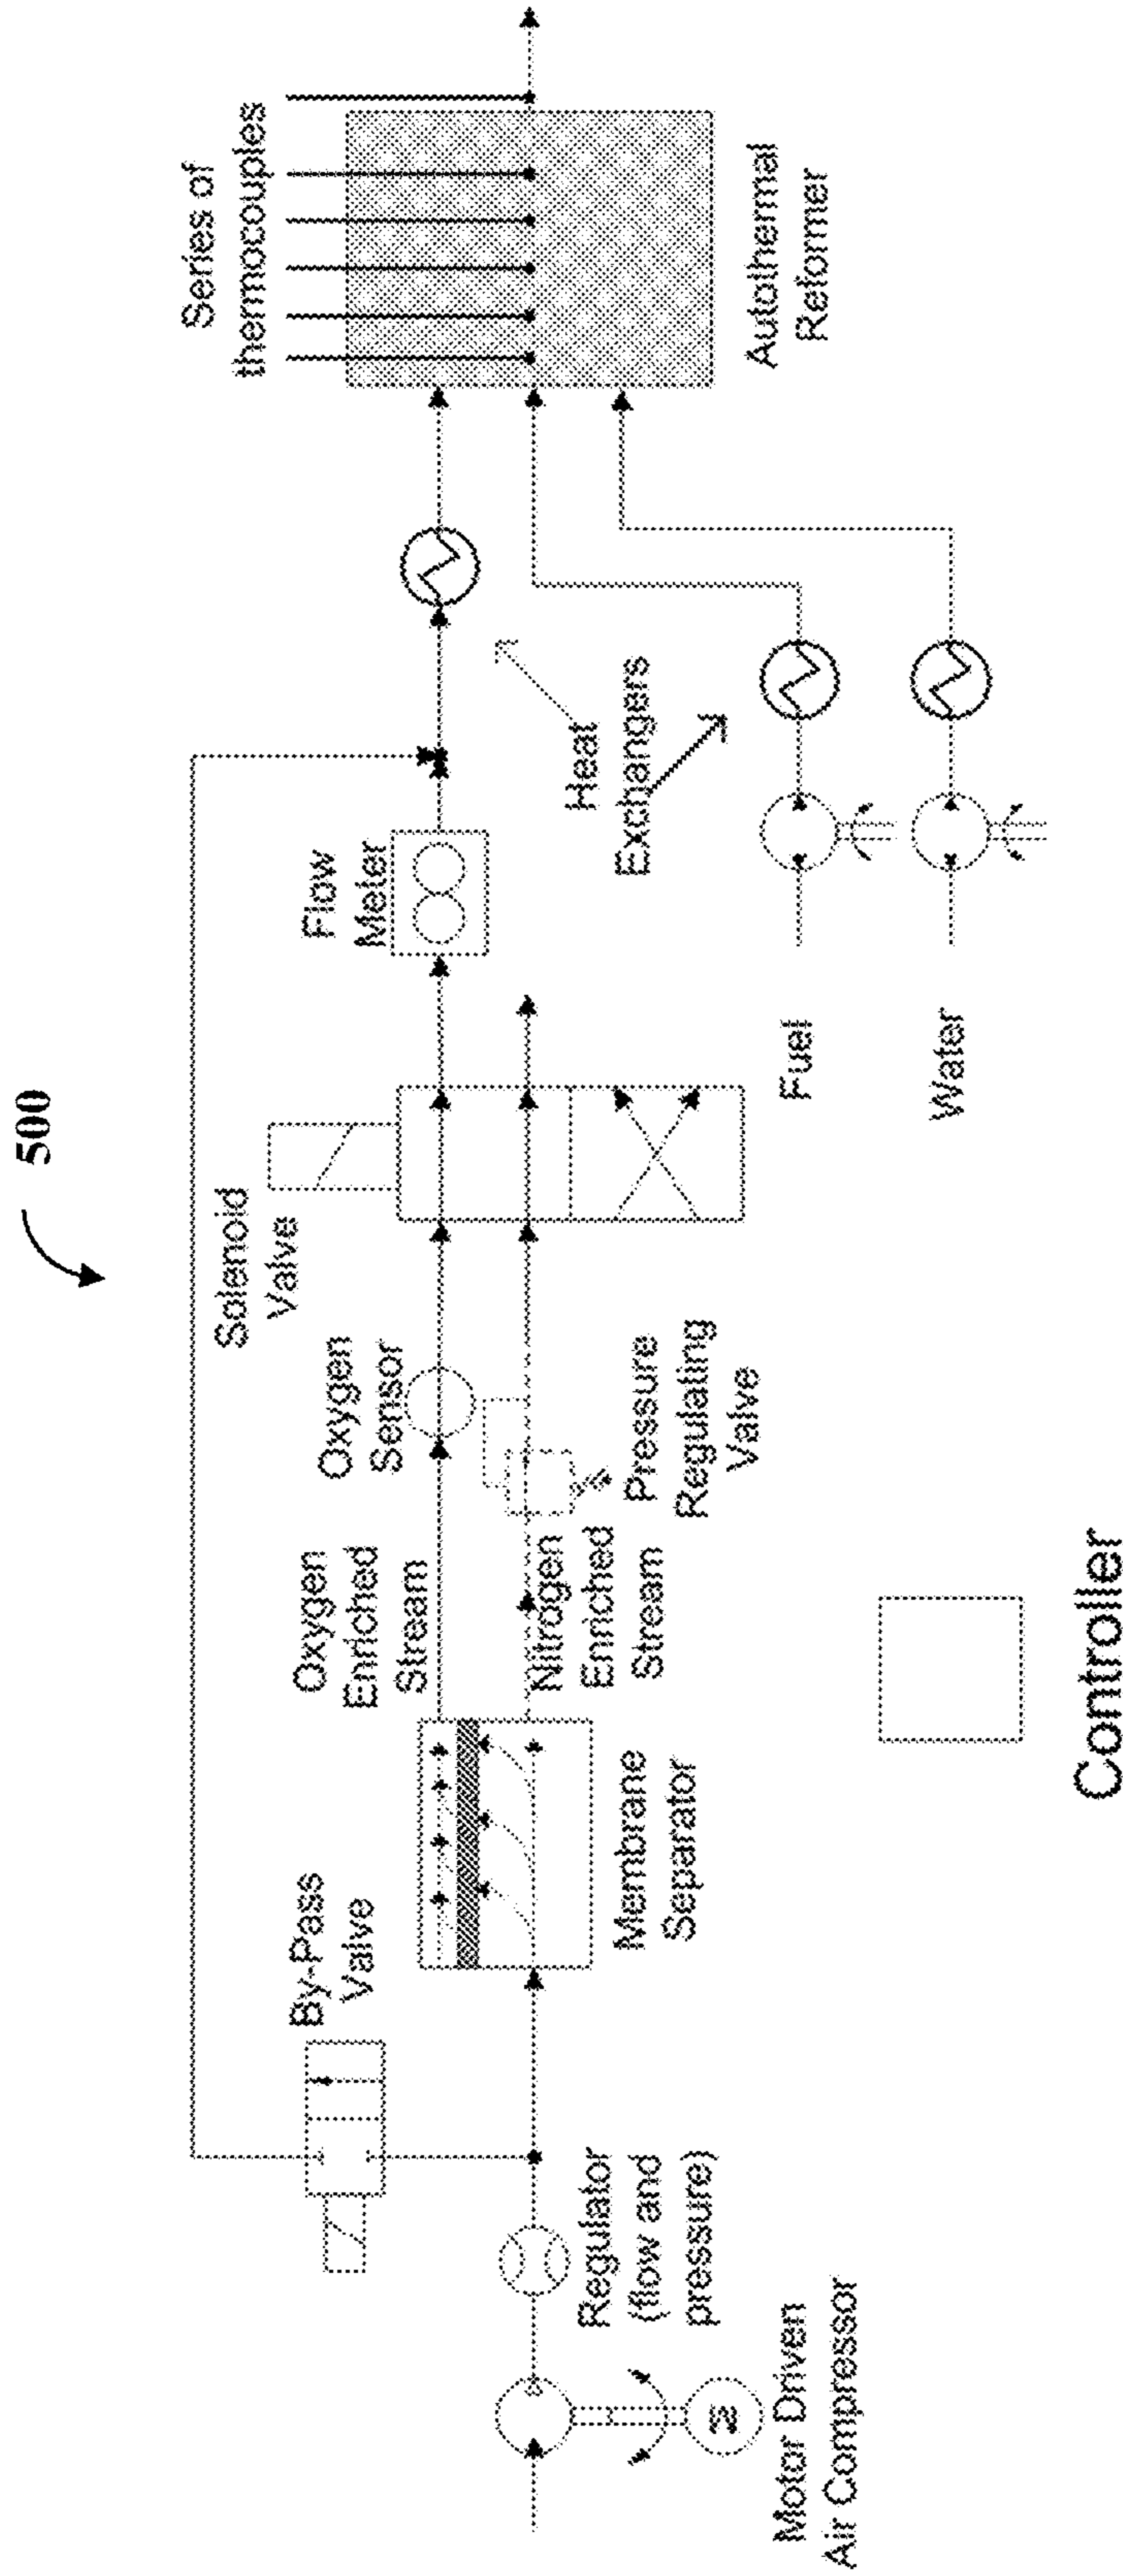 500
Series of
thermocouples
Autothermal
Reformer
Flow
Meter
Heat
Exchangers
Fuel
Water
Solenoid
Valve
Oxygen
Sensor
Pressure
Regulating
Valve
Oxygen
Enriched
Stream
Nitrogen
Enriched
Stream
By-Pass
Valve
Membrane
Separator
Controller
Regulator
(flow and
pressure)
M
Motor Driven
Air Compressor